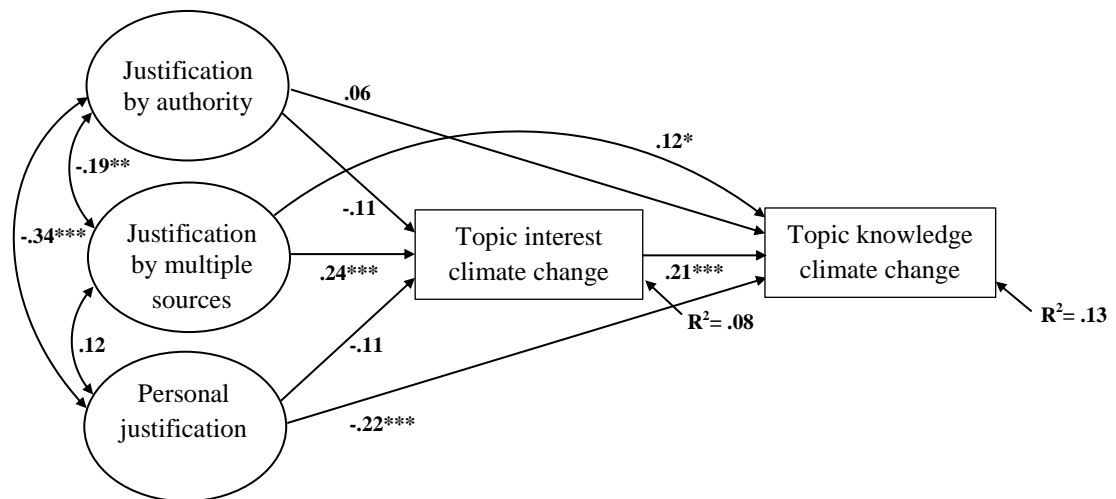 Justification
by authority
.06
.12*
-.19**
-.11
-.34***
Justification
by multiple
sources
.24***
Topic interest
climate change
.21***
Topic knowledge
climate change
R²= .08
R²= .13
.12
-.11
Personal
justification
-.22***